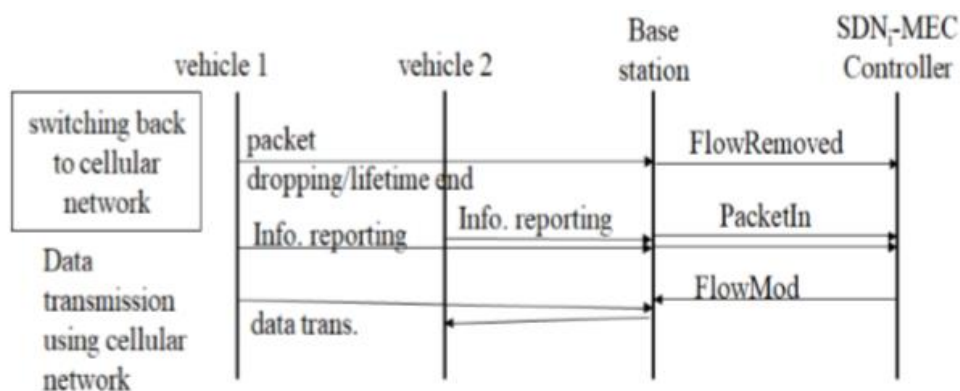 vehicle 1
vehicle 2
Base
station
SDNi-MEC
Controller
switching back
to cellular
network
packet
dropping/lifetime end
FlowRemoved
Info. reporting
Info. reporting
PacketIn
Data
transmission
using cellular
network
FlowMod
data trans.